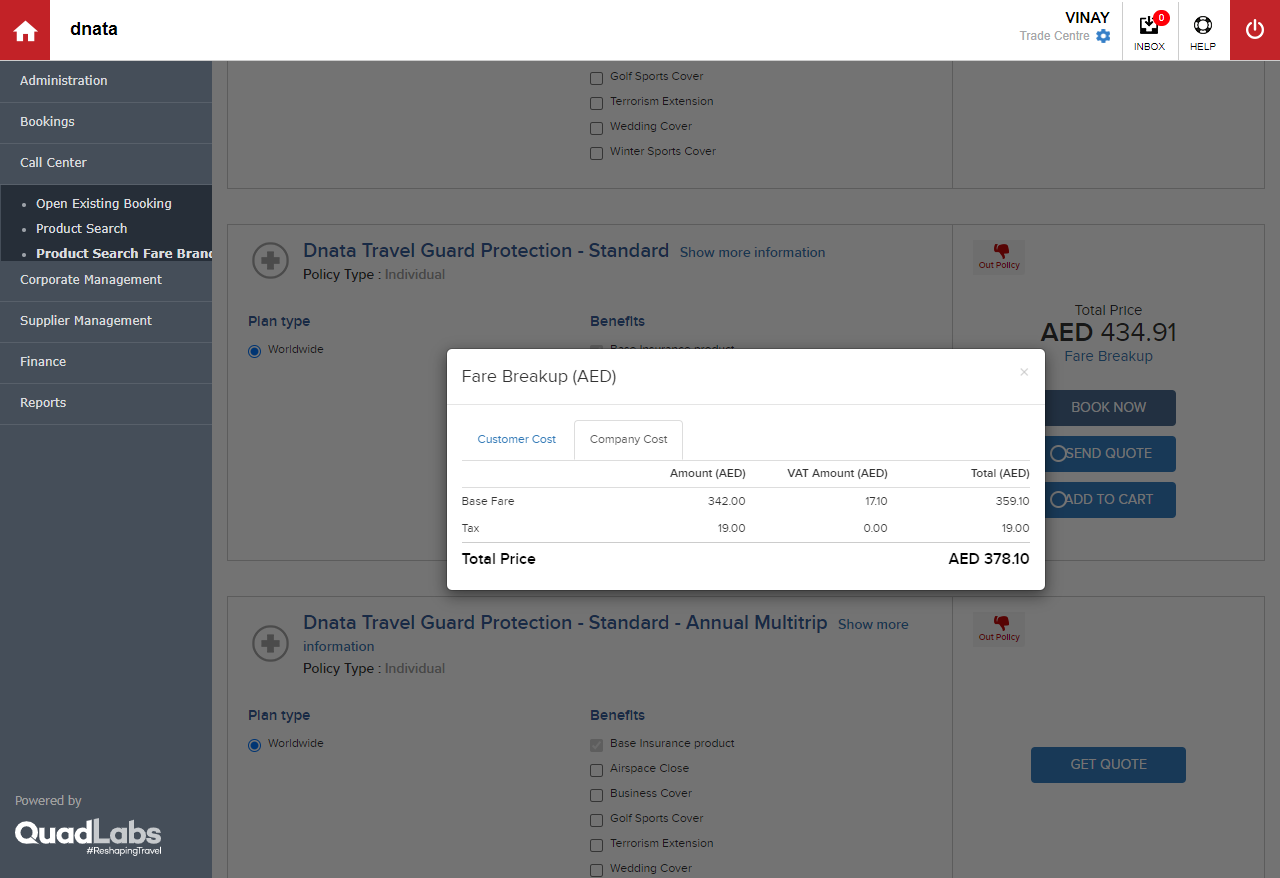 dnata
VINAY
Trade Centre
0
INBOX
HELP
Administration
Bookings
Call Center
Open Existing Booking
Product Search
Product Search Fare Brand
Corporate Management
Supplier Management
Finance
Reports
Powered by
QuadLabs
#ReshapingTravel
Golf Sports Cover
Terrorism Extension
Wedding Cover
Winter Sports Cover
Dnata Travel Guard Protection - Standard Show more information
Policy Type : Individual
Plan type
Worldwide
Benefits
Base Insurance product
Out Policy
Total Price
AED 434.91
Fare Breakup
BOOK NOW
SEND QUOTE
ADD TO CART
Fare Breakup (AED)
×
Customer Cost Company Cost
Amount (AED) VAT Amount (AED) Total (AED)
Base Fare 342.00 17.10 359.10
Tax 19.00 0.00 19.00
Total Price AED 378.10
Dnata Travel Guard Protection - Standard - Annual Multitrip Show more
information
Policy Type : Individual
Plan type
Worldwide
Benefits
Base Insurance product
Airspace Close
Business Cover
Golf Sports Cover
Terrorism Extension
Wedding Cover
Out Policy
GET QUOTE